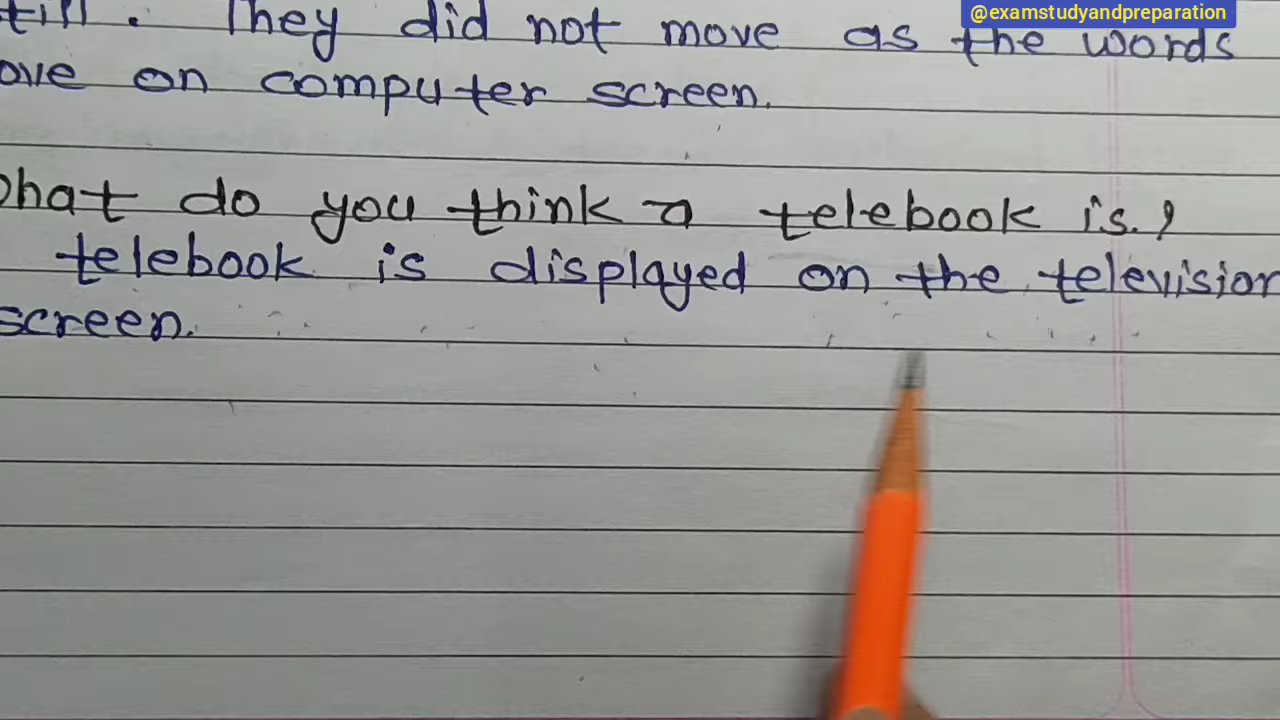 @examstudyandpreparation
till. They did not move as the words
ove on computer screen.
What do you think a telebook is?
telebook is displayed on the television
screen.